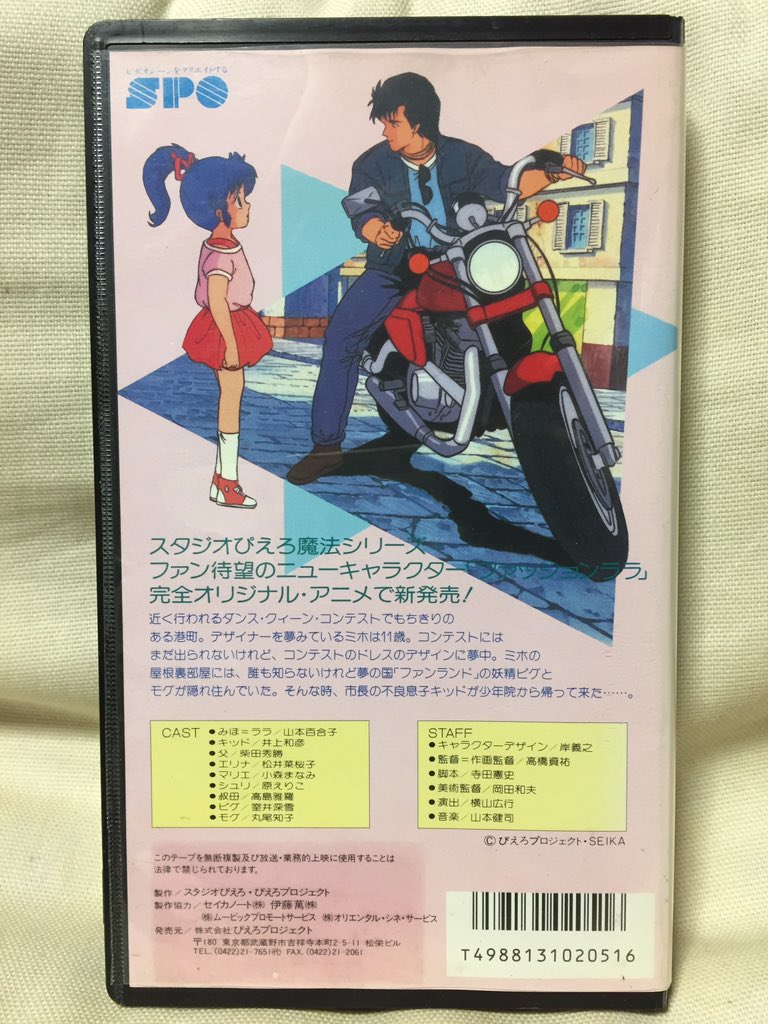 ビデオシーンをクリエイトする
SPO
スタジオぴえろ魔法シリーズ
ファン待望のニューキャラクター「ファッションララ」
完全オリジナル・アニメで新発売!
近く行われるダンス・クィーン・コンテストでもちきりの
ある港町。デザイナーを夢みているミホは11歳。コンテストには
まだ出られないけれど、コンテストのドレスのデザインに夢中。ミホの
屋根裏部屋には、誰も知らないけれど夢の国「ファンランド」の妖精ピグと
モグが隠れ住んでいた。そんな時、市長の不良息子キッドが少年院から帰って来た……。
CAST
●みほ=ララ/山本百合子
●キッド/井上和彦
●父/柴田秀勝
●エリナ/松井菜桜子
●マリエ/小森まなみ
●シュリ/原えりこ
●叔母/高島雅羅
●ピグ/室井深雪
●モグ/丸尾知子
STAFF
●キャラクターデザイン/岸義之
●監督=作画監督/高橋資祐
●脚本/寺田憲史
●美術監督/岡田和夫
●演出/横山広行
●音楽/山本健司
©ぴえろプロジェクト・SEIKA
このテープを無断複製及び放送・業務的上映に使用することは
法律で禁じられております。
製作/スタジオぴえろ・ぴえろプロジェクト
製作協力/セイカノート(株) 伊藤萬(株)
(株)ムービックプロモートサービス (株)オリエンタル・シネ・サービス
発売元/株式会社 ぴえろプロジェクト
〒180 東京都武蔵野市吉祥寺本町2-5-11 松栄ビル
TEL.(0422)21-7651(代) FAX.(0422)21-2061
T4988131020516